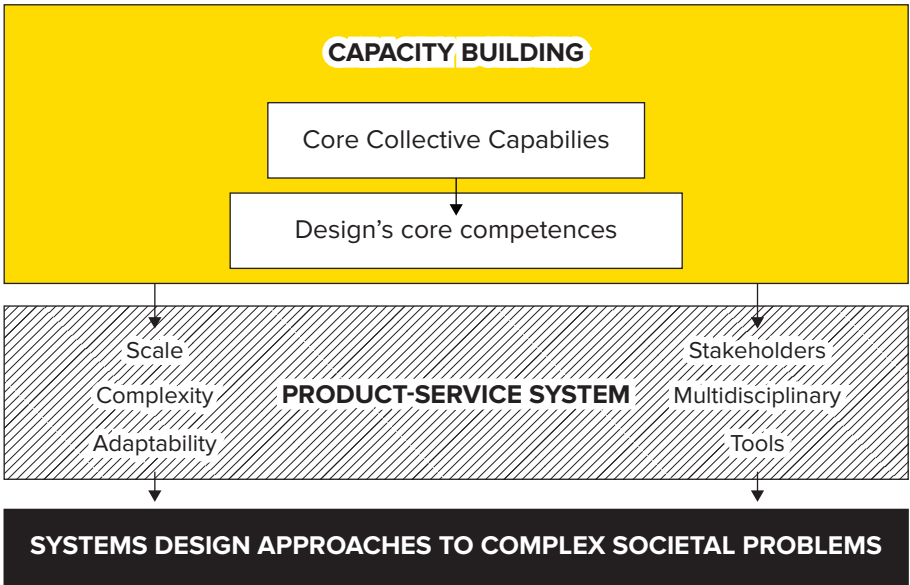 CAPACITY BUILDING
Core Collective Capabilies
Design’s core competences
Scale
Complexity
Adaptability
PRODUCT-SERVICE SYSTEM
Stakeholders
Multidisciplinary
Tools
SYSTEMS DESIGN APPROACHES TO COMPLEX SOCIETAL PROBLEMS